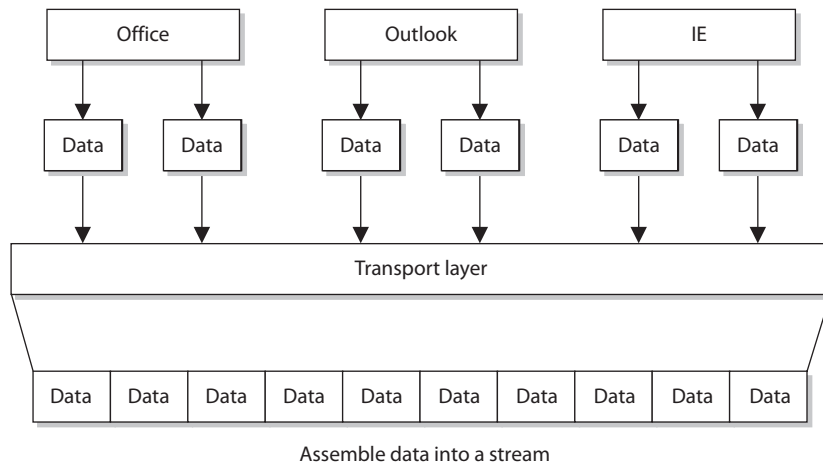 Office Outlook IE
Data Data Data Data Data Data
Transport layer
Data Data Data Data Data Data Data Data Data Data
Assemble data into a stream